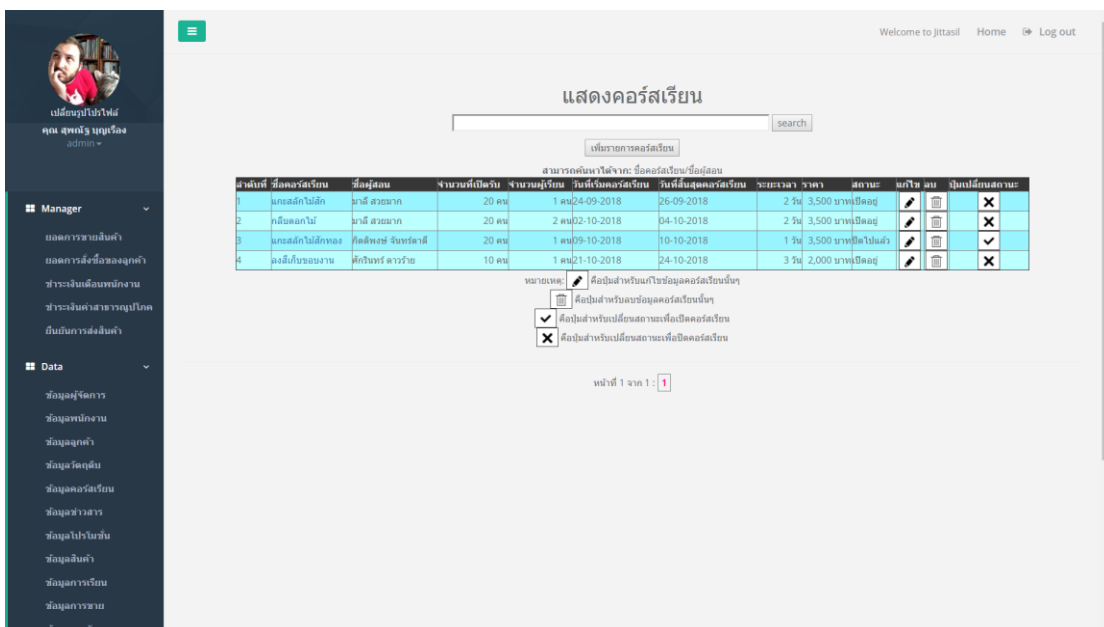 Welcome to Jittasil Home Log out
เปลี่ยนรูปโปรไฟล์
คุณ สุพณัฐ บุญเรือง
admin
Manager
ยอดการขายสินค้า
ยอดการสั่งซื้อของลูกค้า
ชำระเงินเดือนพนักงาน
ชำระเงินค่าสาธารณูปโภค
ยืนยันการส่งสินค้า
Data
ข้อมูลผู้จัดการ
ข้อมูลพนักงาน
ข้อมูลลูกค้า
ข้อมูลวัตถุดิบ
ข้อมูลคอร์สเรียน
ข้อมูลข่าวสาร
ข้อมูลโปรโมชั่น
ข้อมูลสินค้า
ข้อมูลการเรียน
ข้อมูลการขาย
แสดงคอร์สเรียน
search
เพิ่มรายการคอร์สเรียน
สามารถค้นหาได้จาก: ชื่อคอร์สเรียน/ชื่อผู้สอน
ลำดับที่ ชื่อคอร์สเรียน ชื่อผู้สอน จำนวนที่เปิดรับ จำนวนผู้เรียน วันที่เริ่มคอร์สเรียน วันที่สิ้นสุดคอร์สเรียน ระยะเวลา ราคา สถานะ แก้ไข ลบ ปุ่มเปลี่ยนสถานะ
1 แกะสลักไม้สัก มาลี สวยมาก 20 คน 1 คน 24-09-2018 26-09-2018 2 วัน 3,500 บาท เปิดอยู่
2 กลีบดอกไม้ มาลี สวยมาก 20 คน 2 คน 02-10-2018 04-10-2018 2 วัน 3,500 บาท เปิดอยู่
3 แกะสลักไม้สักทอง กิตติพงษ์ จันทร์ดาดี 20 คน 1 คน 09-10-2018 10-10-2018 1 วัน 3,500 บาท ปิดไปแล้ว
4 ลงสีเก็บขอบงาน ศักรินทร์ ดาวร้าย 10 คน 1 คน 21-10-2018 24-10-2018 3 วัน 2,000 บาท เปิดอยู่
หมายเหตุ: คือปุ่มสำหรับแก้ไขข้อมูลคอร์สเรียนนั้นๆ
คือปุ่มสำหรับลบข้อมูลคอร์สเรียนนั้นๆ
คือปุ่มสำหรับเปลี่ยนสถานะเพื่อเปิดคอร์สเรียน
คือปุ่มสำหรับเปลี่ยนสถานะเพื่อปิดคอร์สเรียน
หน้าที่ 1 จาก 1 : 1